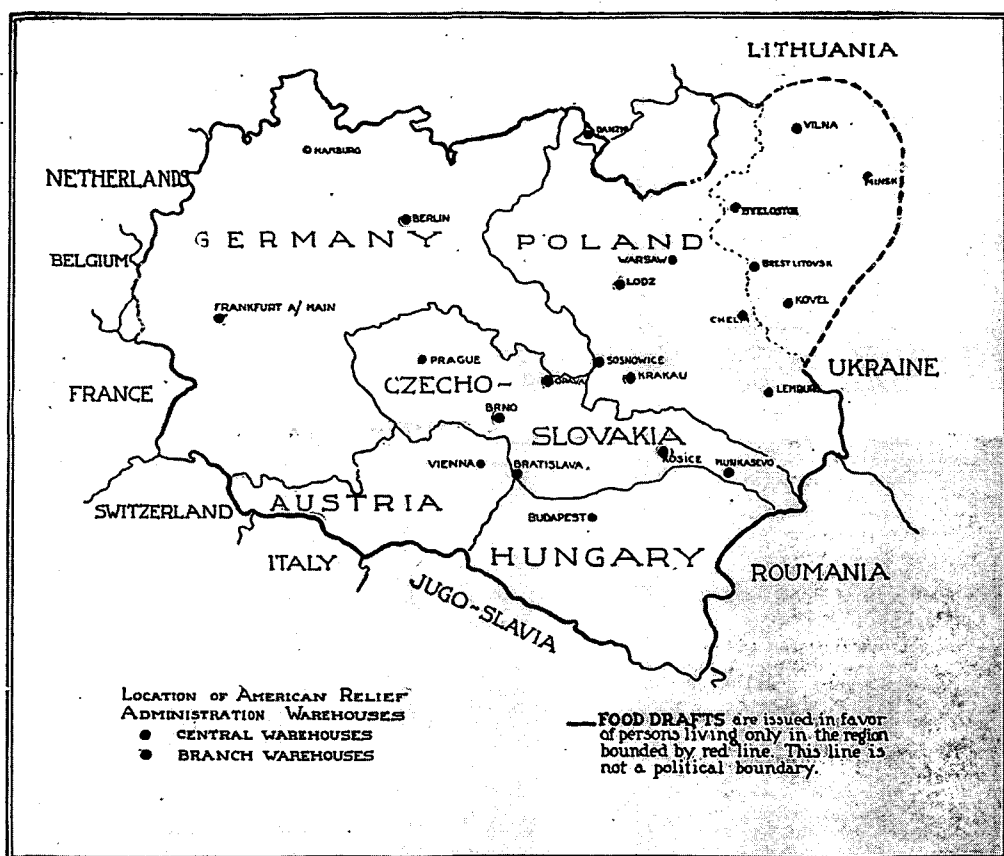 LITHUANIA
VILNA
DANZIG
HAMBURG
NETHERLANDS
MINSK
BYELOSTOK
BERLIN
GERMANY
POLAND
BELGIUM
WARSAW
BREST LITOVSK
LODZ
KOVEL
FRANKFURT A/ MAIN
CHELM
PRAGUE
SOSNOWICE
UKRAINE
CZECHO-
OPAVA
KRAKAU
FRANCE
LEMBURG
BRNO
SLOVAKIA
VIENNA
BRATISLAVA
KOSICE
MUNKASEVO
AUSTRIA
SWITZERLAND
BUDAPEST
ITALY
HUNGARY
ROUMANIA
JUGO-SLAVIA
LOCATION OF AMERICAN RELIEF
ADMINISTRATION WAREHOUSES
CENTRAL WAREHOUSES
BRANCH WAREHOUSES
FOOD DRAFTS are issued in favor
of persons living only in the region
bounded by red line. This line is
not a political boundary.